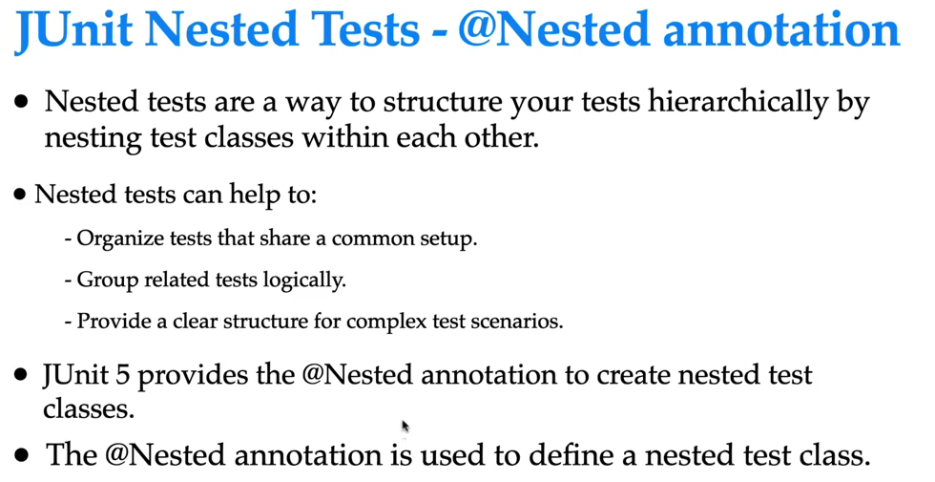 JUnit Nested Tests - @Nested annotation
● Nested tests are a way to structure your tests hierarchically by
nesting test classes within each other.
● Nested tests can help to:
- Organize tests that share a common setup.
- Group related tests logically.
- Provide a clear structure for complex test scenarios.
● JUnit 5 provides the @Nested annotation to create nested test
classes.
● The @Nested annotation is used to define a nested test class.